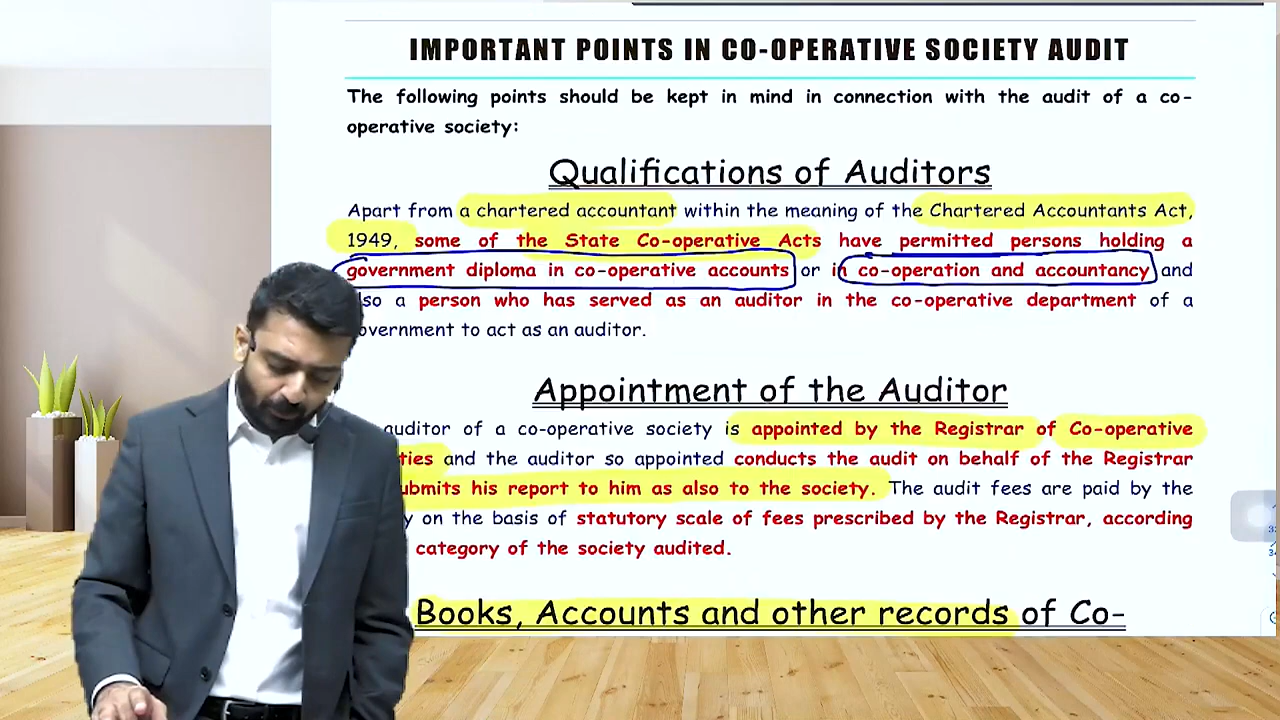 IMPORTANT POINTS IN CO-OPERATIVE SOCIETY AUDIT
The following points should be kept in mind in connection with the audit of a co-
operative society:
Qualifications of Auditors
Apart from a chartered accountant within the meaning of the Chartered Accountants Act,
1949, some of the State Co-operative Acts have permitted persons holding a
government diploma in co-operative accounts or in co-operation and accountancy and
also a person who has served as an auditor in the co-operative department of a
government to act as an auditor.
Appointment of the Auditor
auditor of a co-operative society is appointed by the Registrar of Co-operative
ties and the auditor so appointed conducts the audit on behalf of the Registrar
ubmits his report to him as also to the society. The audit fees are paid by the
y on the basis of statutory scale of fees prescribed by the Registrar, according
category of the society audited.
Books, Accounts and other records of Co-